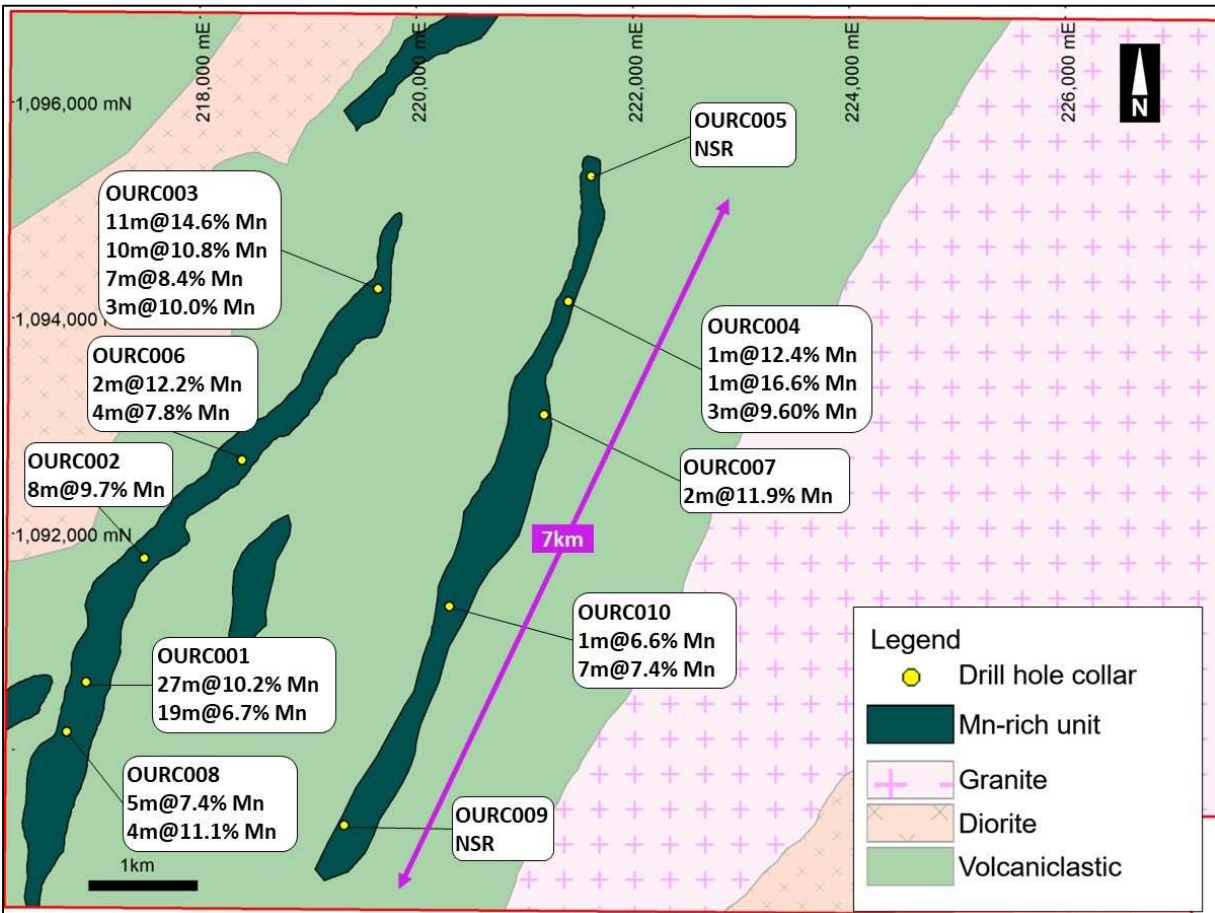 218,000 mE
220,000 mE
222,000 mE
224,000 mE
226,000 mE
1,096,000 mN
N
OURC005
NSR
OURC003
11m@14.6% Mn
10m@10.8% Mn
7m@8.4% Mn
3m@10.0% Mn
1,094,000
OURC004
1m@12.4% Mn
1m@16.6% Mn
3m@9.60% Mn
OURC006
2m@12.2% Mn
4m@7.8% Mn
OURC002
8m@9.7% Mn
OURC007
2m@11.9% Mn
1,092,000 mN
7km
OURC010
1m@6.6% Mn
7m@7.4% Mn
OURC001
27m@10.2% Mn
19m@6.7% Mn
OURC008
5m@7.4% Mn
4m@11.1% Mn
OURC009
NSR
1km
Legend
Drill hole collar
Mn-rich unit
Granite
Diorite
Volcaniclastic